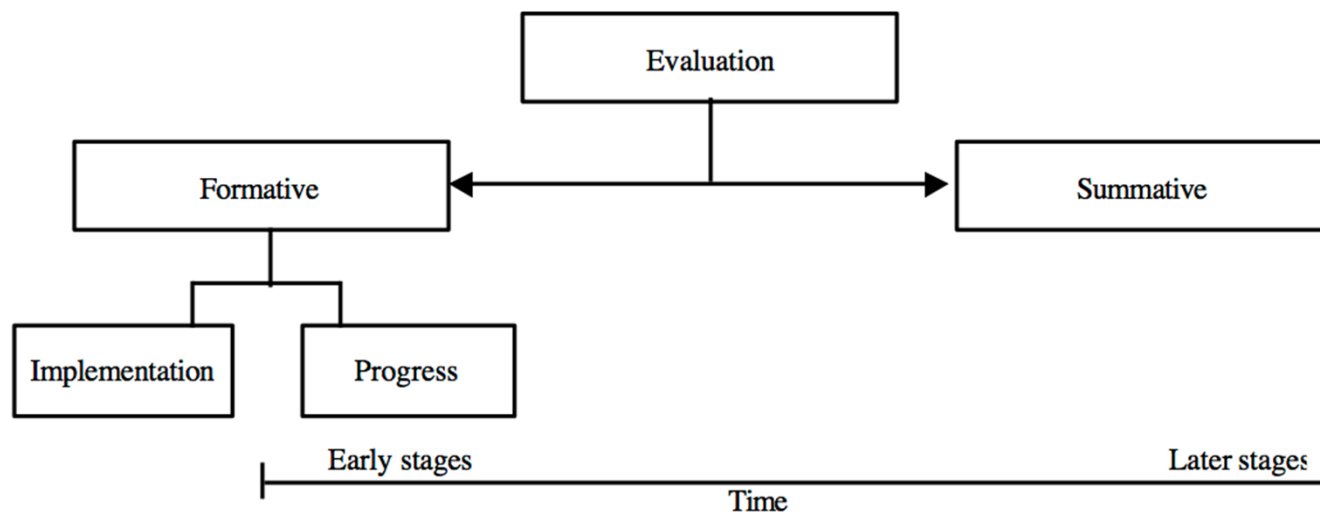 Evaluation
Formative
Summative
Implementation
Progress
Early stages
Later stages
Time